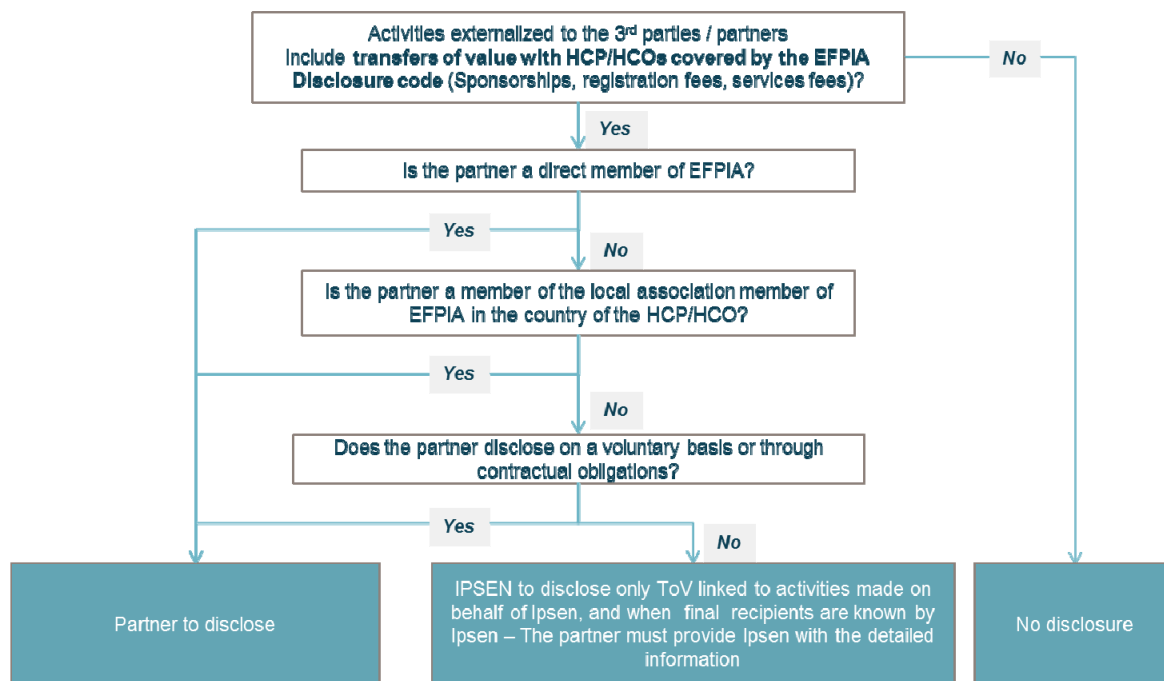 Activities externalized to the 3rd parties / partners
Include transfers of value with HCP/HCOs covered by the EFPIA
Disclosure code (Sponsorships, registration fees, services fees)?
No
Yes
Is the partner a direct member of EFPIA?
Yes
No
Is the partner a member of the local association member of
EFPIA in the country of the HCP/HCO?
Yes
No
Does the partner disclose on a voluntary basis or through
contractual obligations?
Yes
No
Partner to disclose
IPSEN to disclose only ToV linked to activities made on
behalf of Ipsen, and when final recipients are known by
Ipsen – The partner must provide Ipsen with the detailed
information
No disclosure